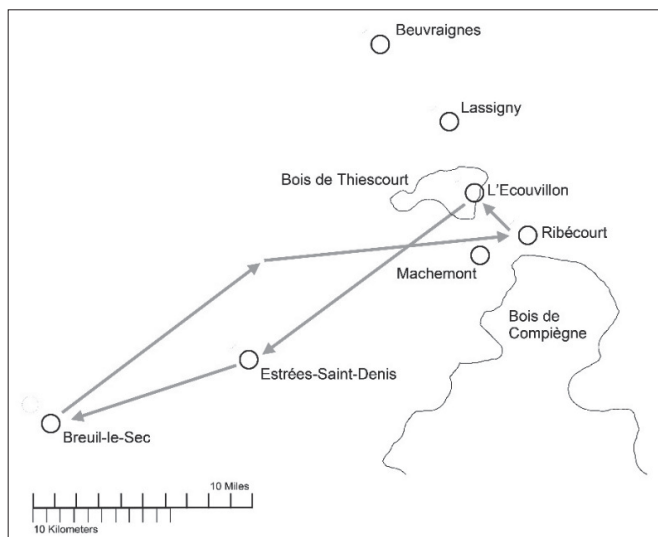 Beuvraignes
Lassigny
Bois de Thiescourt
L'Ecouvillon
Ribécourt
Machemont
Bois de
Compiègne
Estrées-Saint-Denis
Breuil-le-Sec
10 Miles
10 Kilometers